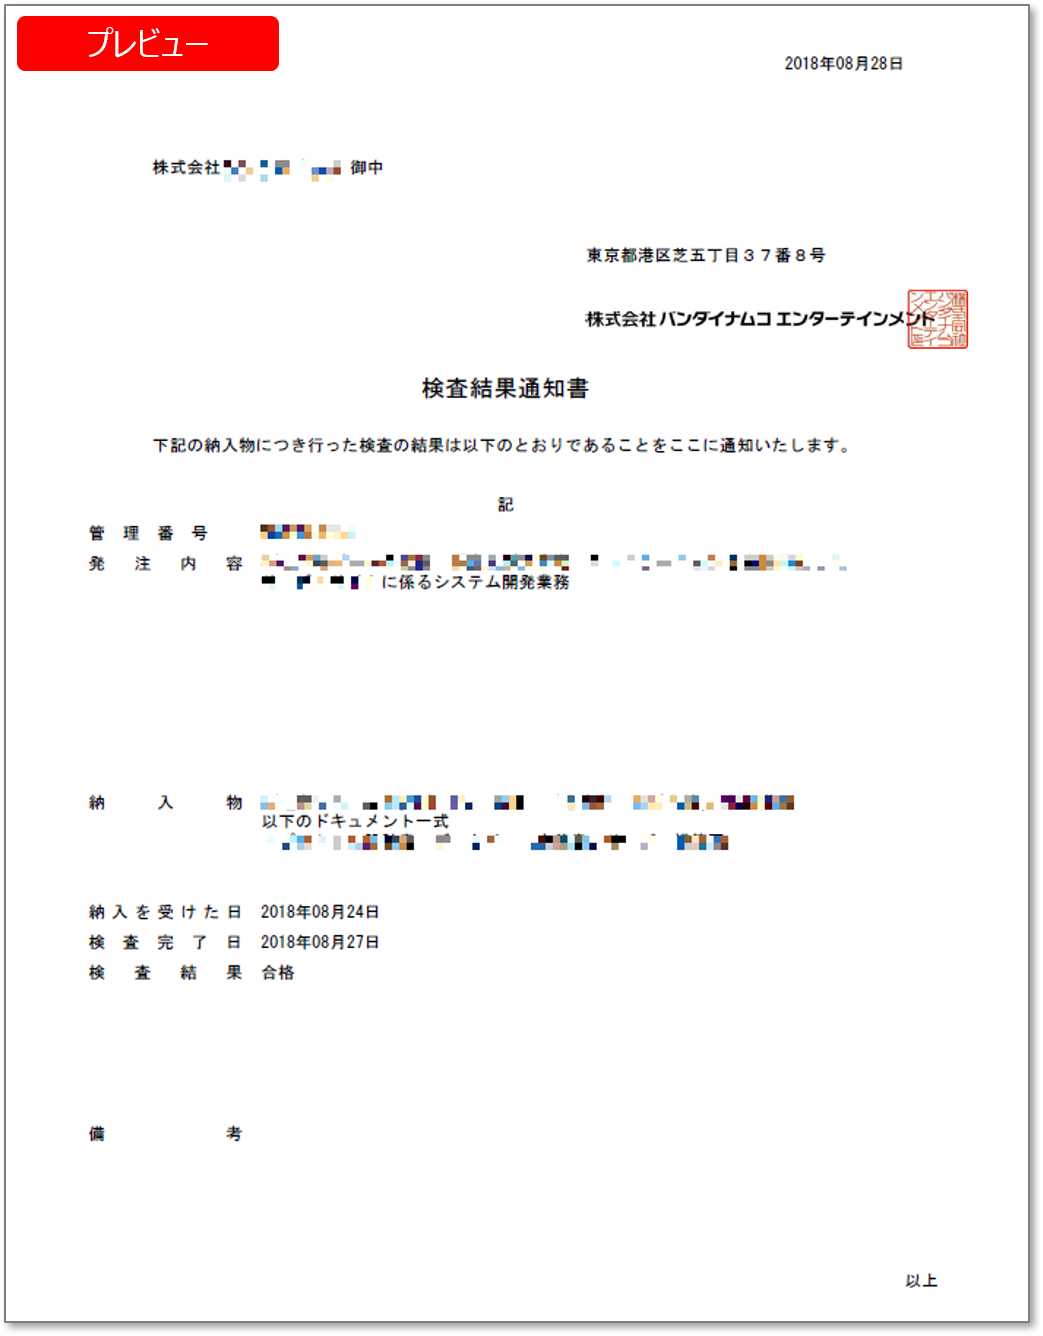 プレビュー
2018年08月28日
株式会社 御中
東京都港区芝五丁目３７番８号
株式会社バンダイナムコエンターテインメント
検査結果通知書
下記の納入物につき行った検査の結果は以下のとおりであることをここに通知いたします。
記
管理番号
発注内容
に係るシステム開発業務
納入物
以下のドキュメント一式
納入を受けた日 2018年08月24日
検査完了日 2018年08月27日
検査結果 合格
備考
以上